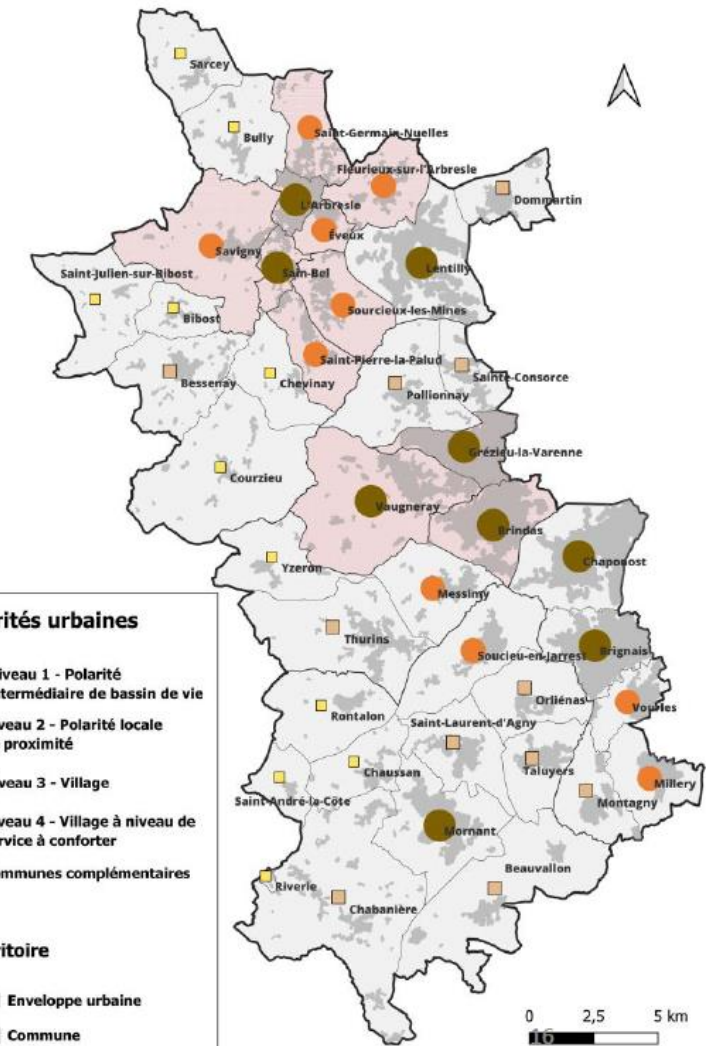 Sarcey
Bully
Saint-Germain-Nuelles
Fleurieux-sur-l'Arbresle
Dommartin
L'Arbresle
Éveux
Savigny
Sain-Bel
Lentilly
Saint-Julien-sur-Bibost
Bibost
Sourcieux-les-Mines
Saint-Pierre-la-Palud
Bessenay
Chevinay
Sainte-Consorce
Pollionnay
Grézieu-la-Varenne
Courzieu
Vaugneray
Brindas
Yzeron
Chaponost
Messimy
Thurins
Soucieu-en-Jarrest
Brignais
Orliénas
Vourles
Rontalon
Saint-Laurent-d'Agny
Chaussan
Taluyers
Millery
Saint-André-la-Côte
Montagny
Mornant
Beauvallon
Riverie
Chabanière
rités urbaines
iveau 1 - Polarité
termédiaire de bassin de vie
veau 2 - Polarité locale
proximité
veau 3 - Village
veau 4 - Village à niveau de
rvice à conforter
ommunes complémentaires
ritoire
Enveloppe urbaine
Commune
0 2,5 5 km
16